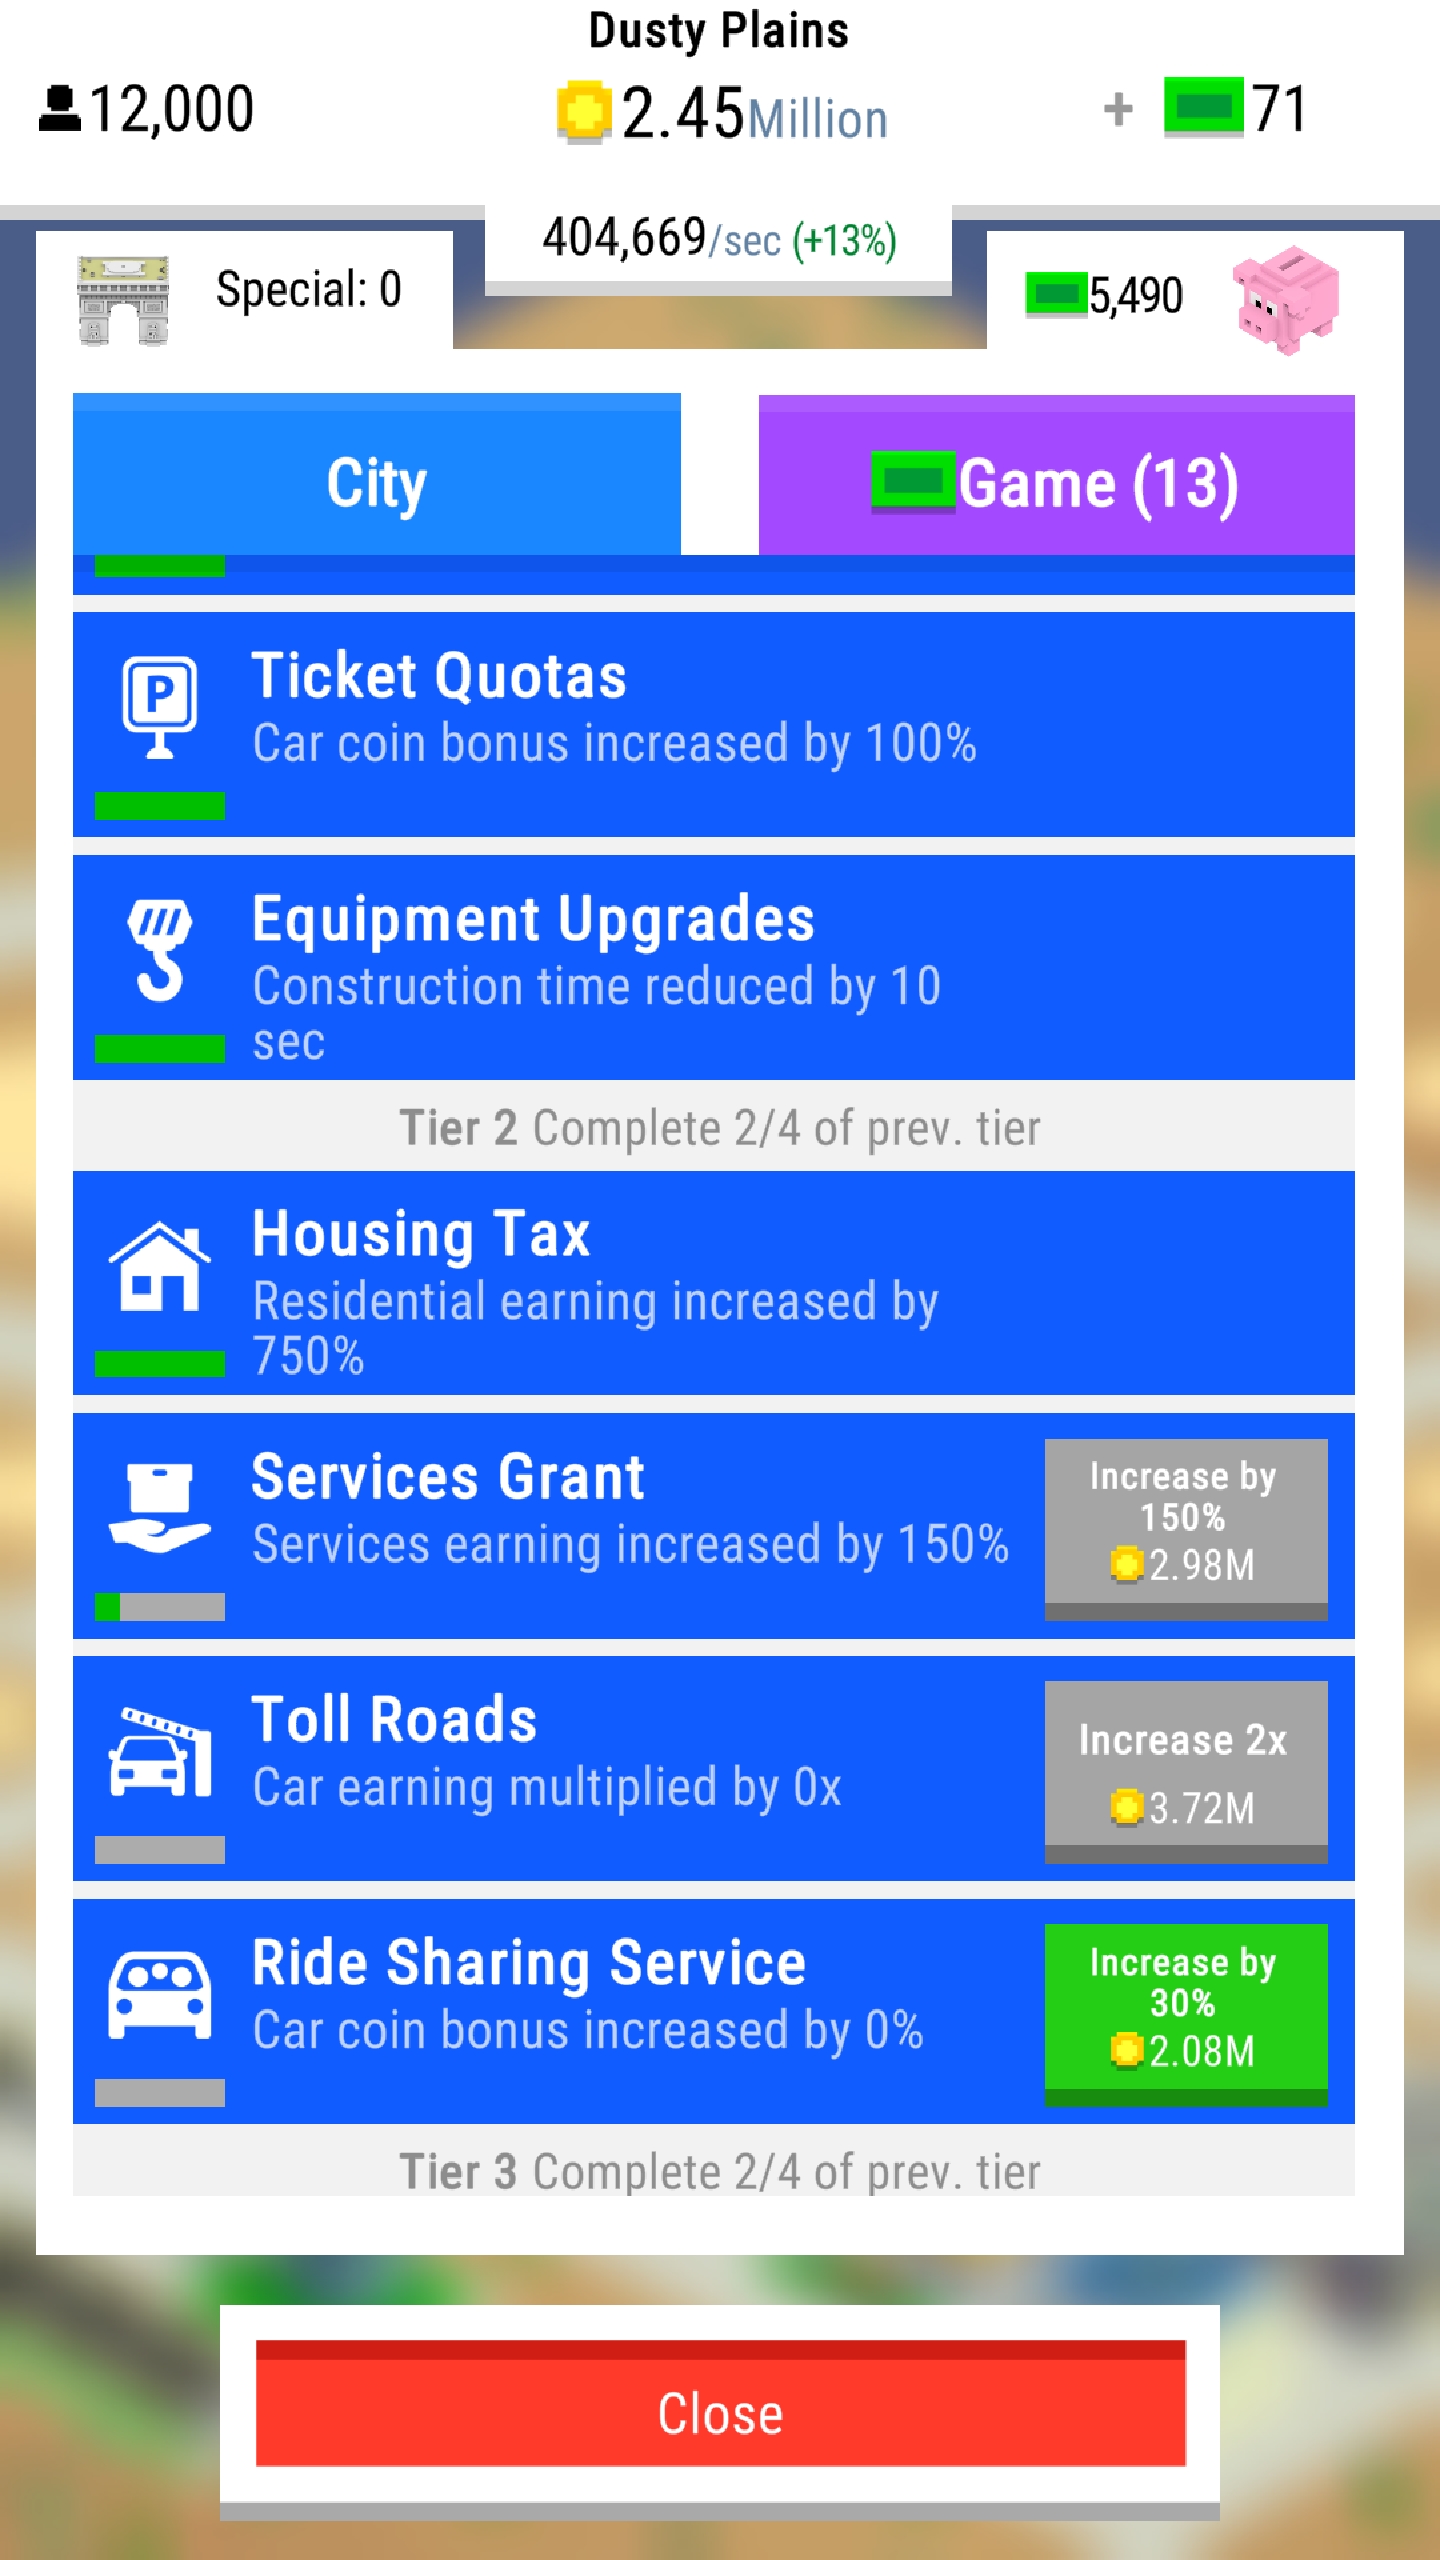 Dusty Plains
12,000
2.45Million
+ 71
404,669/sec (+13%)
Special: 0
5,490
City
Game (13)
P
Ticket Quotas
Car coin bonus increased by 100%
Equipment Upgrades
Construction time reduced by 10
sec
Tier 2 Complete 2/4 of prev. tier
Housing Tax
Residential earning increased by
750%
Services Grant
Services earning increased by 150%
Increase by
150%
2.98M
Toll Roads
Car earning multiplied by 0x
Increase 2x
3.72M
Ride Sharing Service
Car coin bonus increased by 0%
Increase by
30%
2.08M
Tier 3 Complete 2/4 of prev. tier
Close